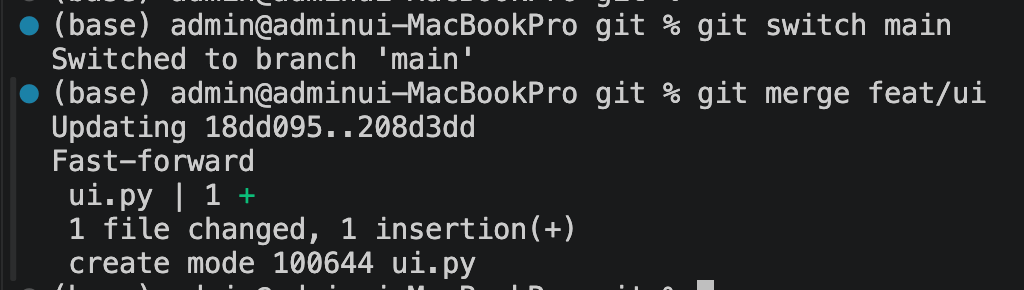 (base) admin@adminui-MacBookPro git % git switch main
Switched to branch 'main'
(base) admin@adminui-MacBookPro git % git merge feat/ui
Updating 18dd095..208d3dd
Fast-forward
ui.py | 1 +
1 file changed, 1 insertion(+)
create mode 100644 ui.py